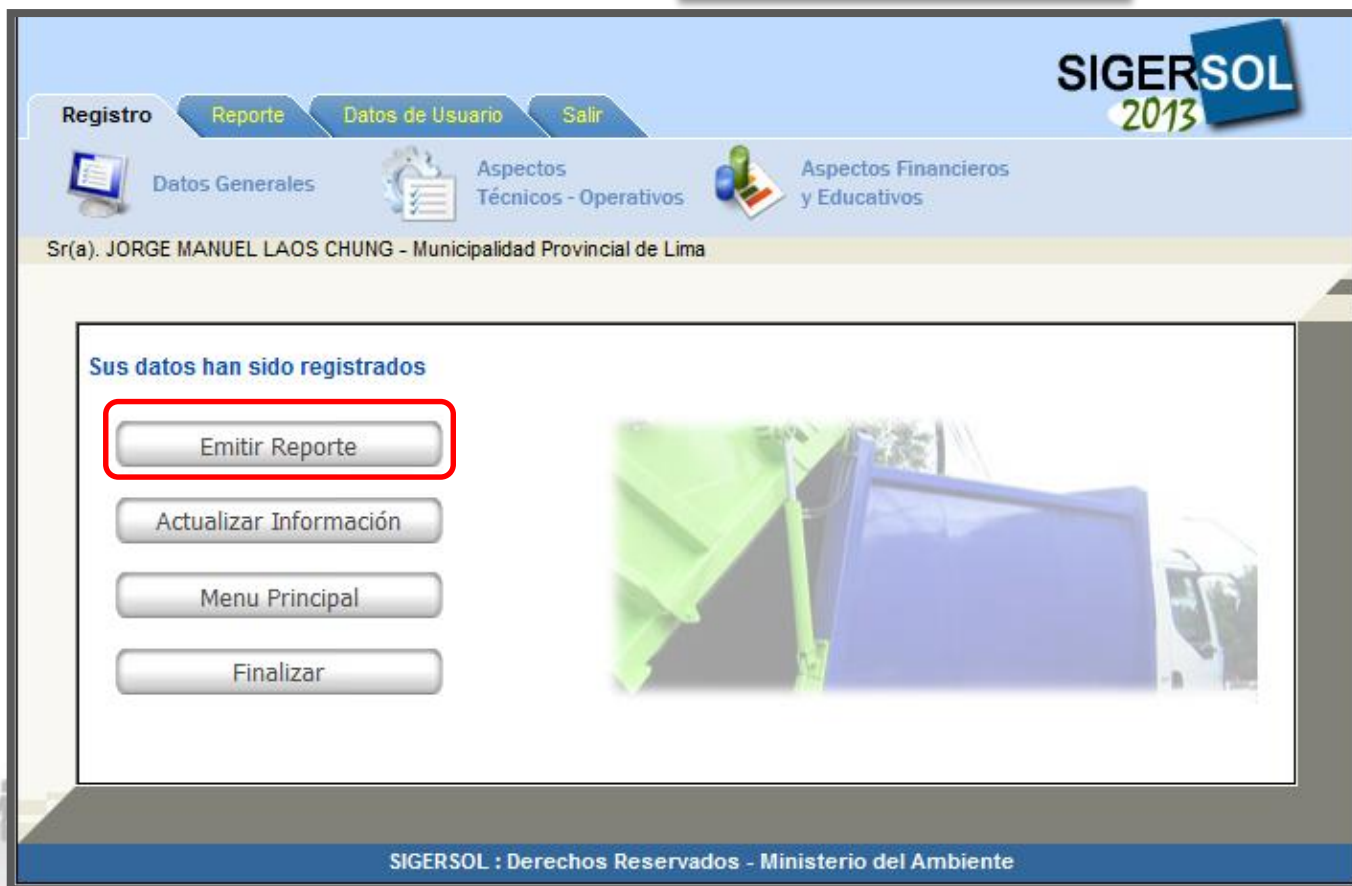 SIGERSOL
2013
Registro Reporte Datos de Usuario Salir
Datos Generales
Aspectos
Técnicos - Operativos
Aspectos Financieros
y Educativos
Sr(a). JORGE MANUEL LAOS CHUNG - Municipalidad Provincial de Lima
Sus datos han sido registrados
Emitir Reporte
Actualizar Información
Menu Principal
Finalizar
SIGERSOL : Derechos Reservados - Ministerio del Ambiente